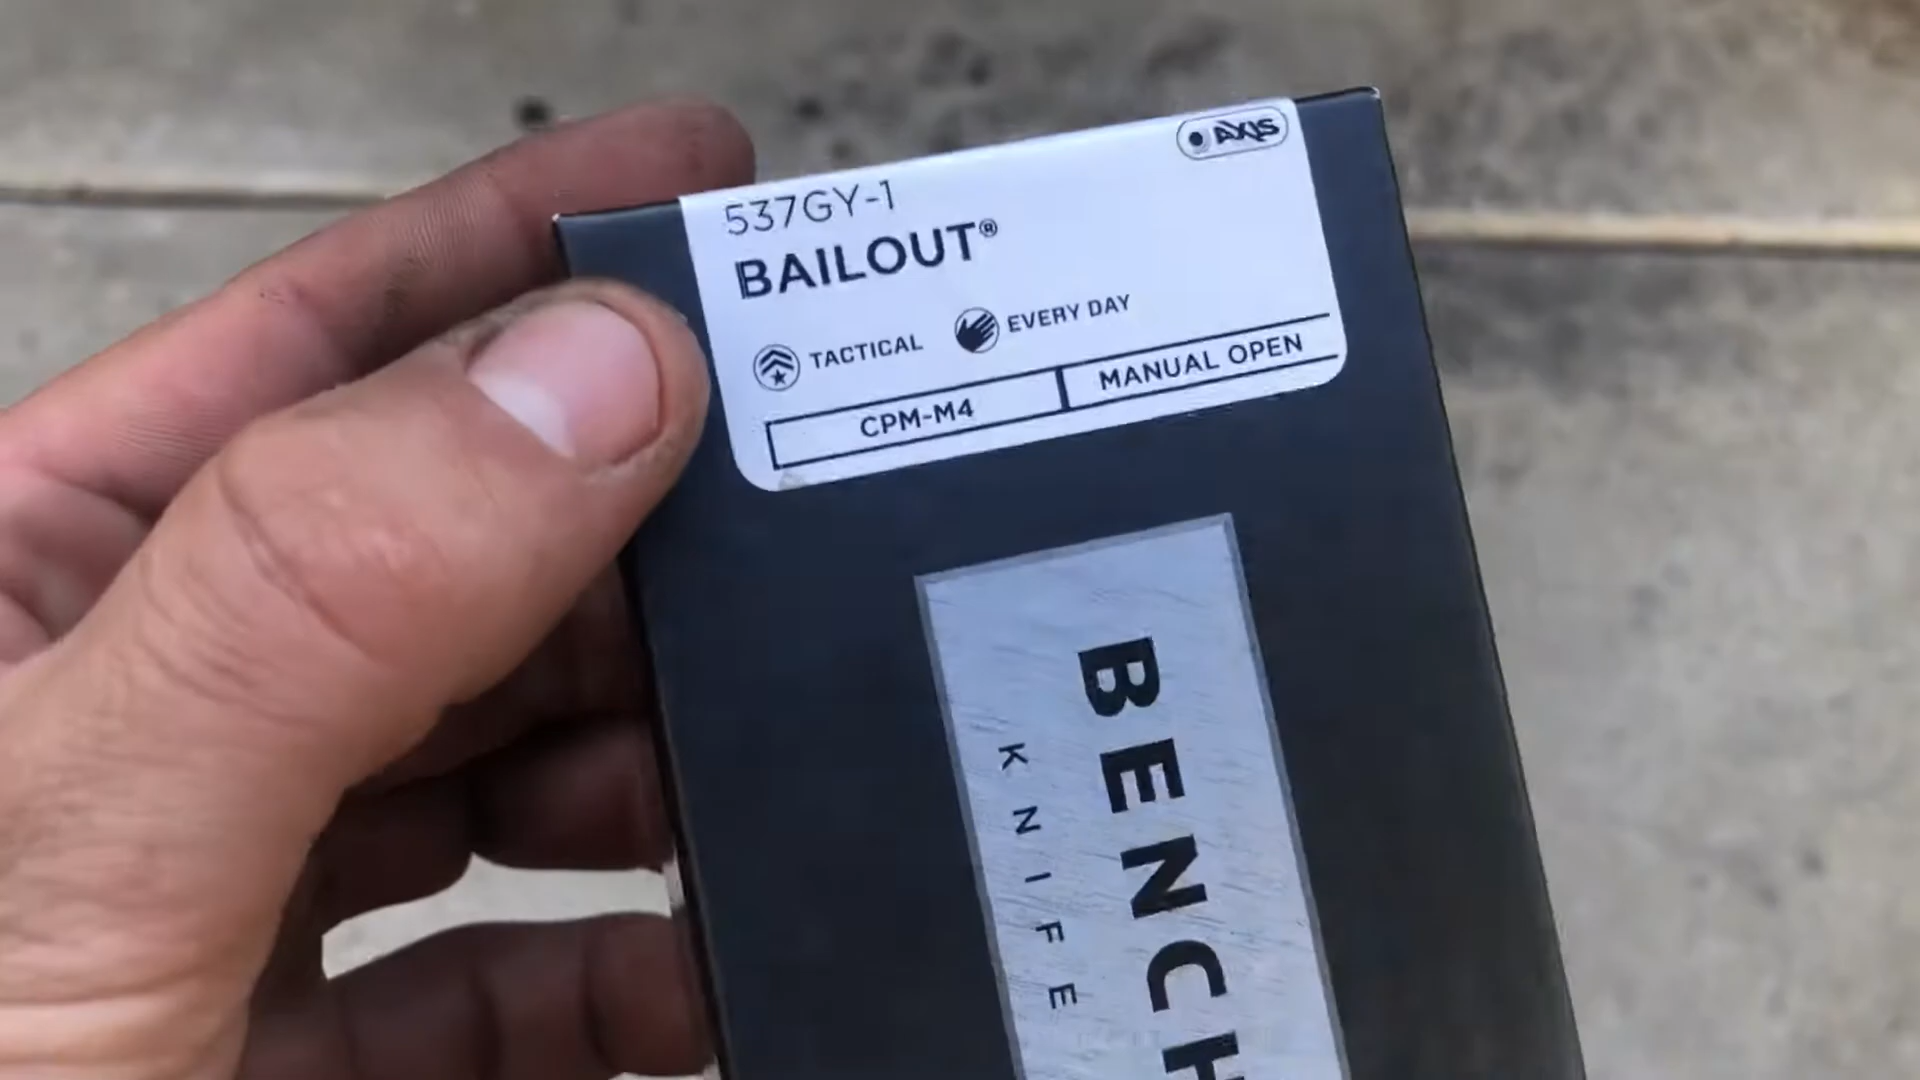 AXIS
537GY-1
BAILOUT®
TACTICAL
EVERY DAY
CPM-M4
MANUAL OPEN
BENCH
KNIFE